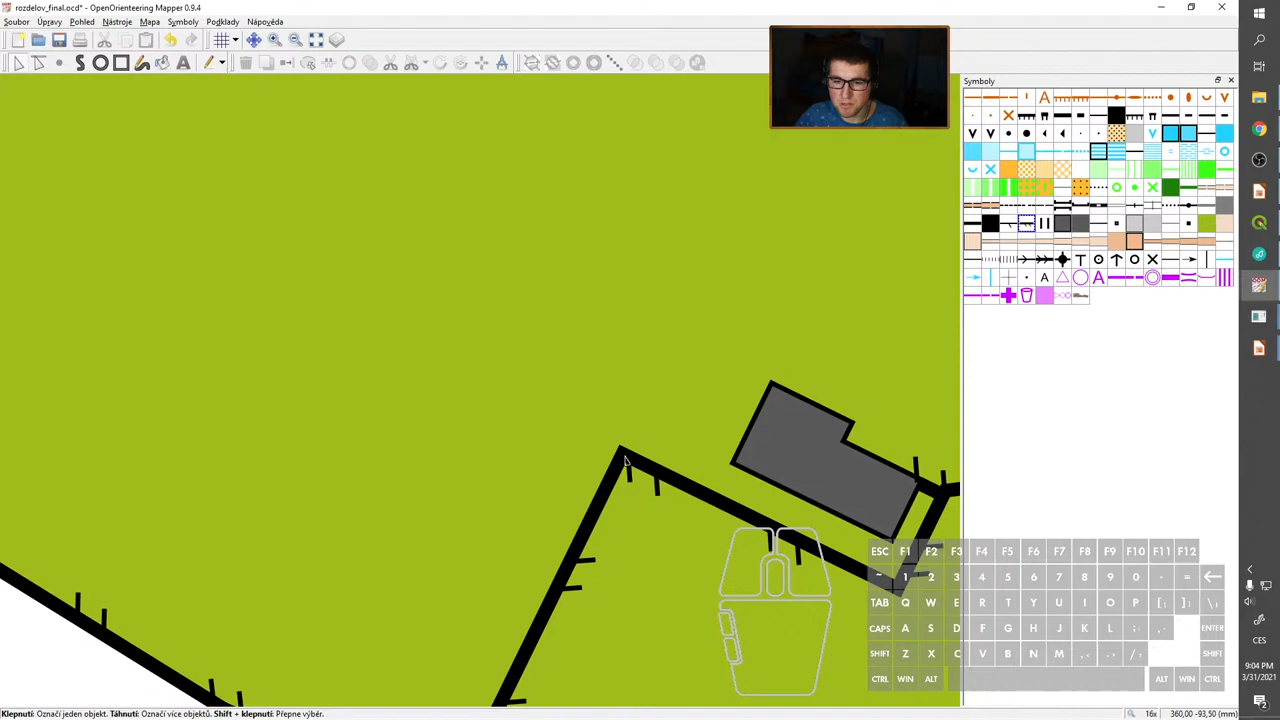 rozdelov_final.ocd* - OpenOrienteering Mapper 0.9.4
Soubor Úpravy Pohled Nástroje Mapa Symboly Podklady Nápověda
Symboly
ESC F1 F2 F3 F4 F5 F6 F7 F8 F9 F10 F11 F12
~ 1 2 3 4 5 6 7 8 9 0 - =
TAB Q W E R T Y U I O P [ ] \
CAPS A S D F G H J K L ; ENTER
SHIFT Z X C V B N M , . / SHIFT
CTRL WIN ALT ALT WIN CTRL
CES
9:04 PM
3/31/2021
Klepnutí: Označí jeden objekt. Táhnutí: Označí více objektů. Shift + klepnutí: Přepne výběr.
16x
360,00 -93,50 (mm)